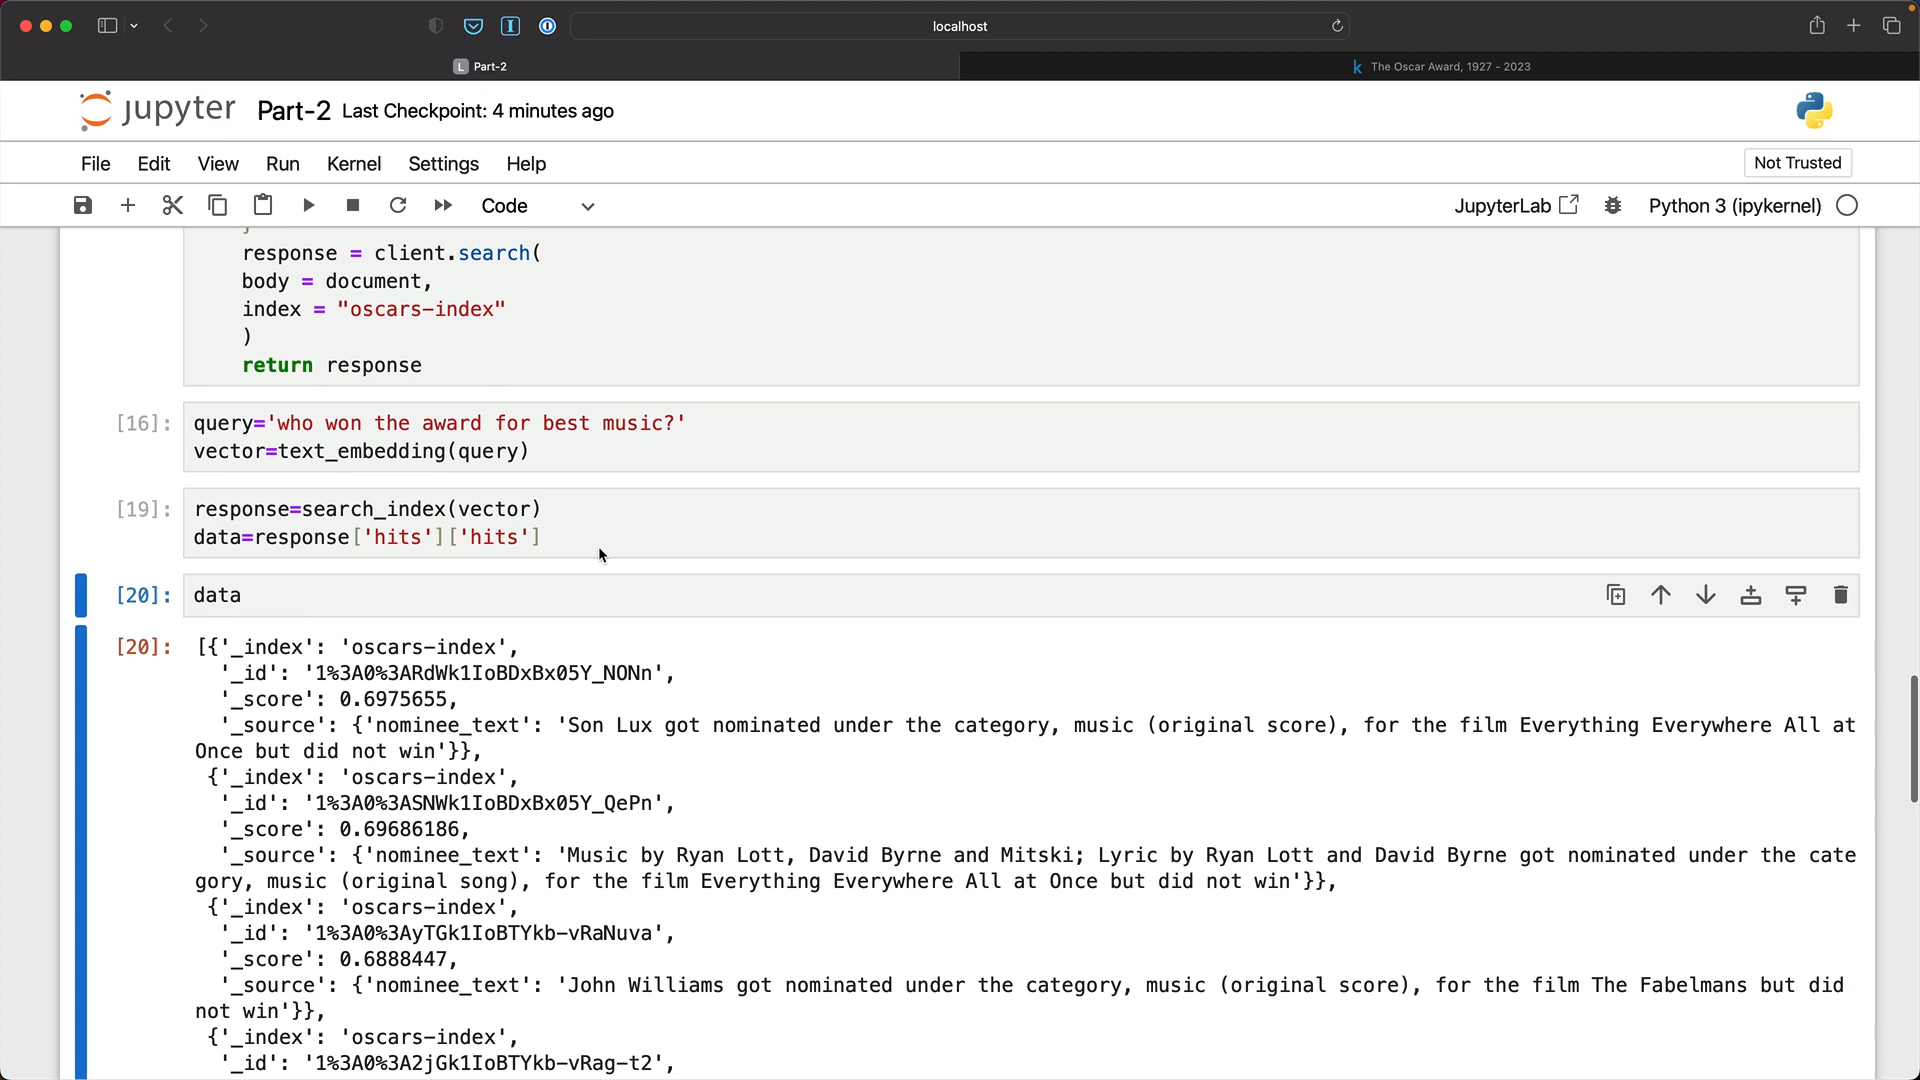 localhost
L Part-2
k The Oscar Award, 1927 - 2023
jupyter Part-2 Last Checkpoint: 4 minutes ago
File Edit View Run Kernel Settings Help
Not Trusted
Code
JupyterLab
Python 3 (ipykernel)
response = client.search(
body = document,
index = "oscars-index"
)
return response
[16]: query='who won the award for best music?'
vector=text_embedding(query)
[19]: response=search_index(vector)
data=response['hits']['hits']
[20]: data
[20]: [{'_index': 'oscars-index',
'_id': '1%3A0%3ARdWk1IoBDxBx05Y_NONn',
'_score': 0.6975655,
'_source': {'nominee_text': 'Son Lux got nominated under the category, music (original score), for the film Everything Everywhere All at
Once but did not win'}},
{'_index': 'oscars-index',
'_id': '1%3A0%3ASNWk1IoBDxBx05Y_QePn',
'_score': 0.69686186,
'_source': {'nominee_text': 'Music by Ryan Lott, David Byrne and Mitski; Lyric by Ryan Lott and David Byrne got nominated under the cate
gory, music (original song), for the film Everything Everywhere All at Once but did not win'}},
{'_index': 'oscars-index',
'_id': '1%3A0%3AyTGk1IoBTYkb-vRaNuva',
'_score': 0.6888447,
'_source': {'nominee_text': 'John Williams got nominated under the category, music (original score), for the film The Fabelmans but did
not win'}},
{'_index': 'oscars-index',
'_id': '1%3A0%3A2jGk1IoBTYkb-vRag-t2',